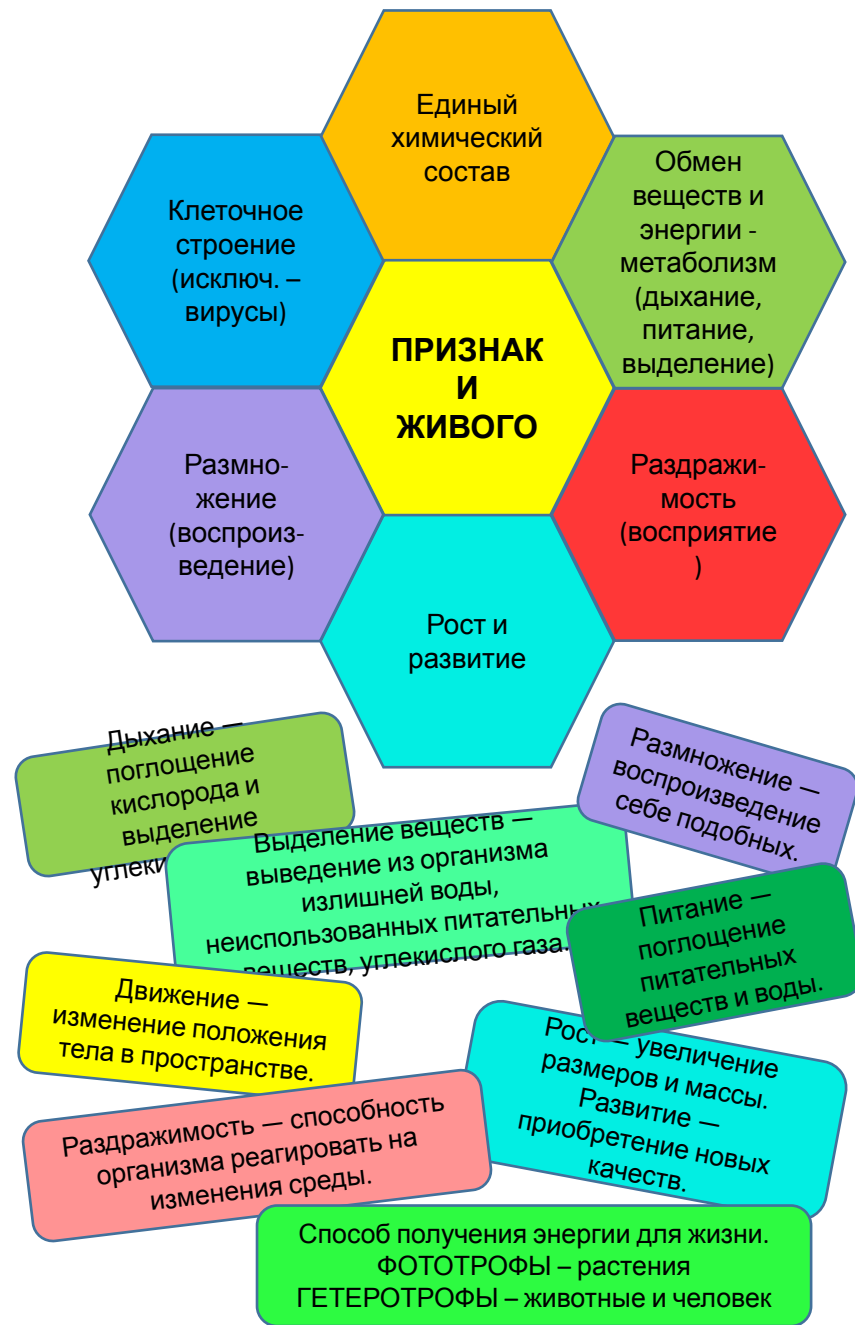 Единый
химический
состав
Клеточное
строение
(исключ. –
вирусы)
Обмен
веществ и
энергии -
метаболизм
(дыхание,
питание,
выделение)
ПРИЗНАК
И
ЖИВОГО
Размно-
жение
(воспроиз-
ведение)
Раздражи-
мость
(восприятие
)
Рост и
развитие
Дыхание —
поглощение
кислорода и
выделение
Размножение —
воспроизведение
себе подобных.
Выделение веществ —
выведение из организма
излишней воды,
неиспользованных питательных
веществ, углекислого газа.
Питание —
поглощение
питательных
веществ и воды.
Движение —
изменение положения
тела в пространстве.
Рост — увеличение
размеров и массы.
Развитие —
приобретение новых
качеств.
Раздражимость — способность
организма реагировать на
изменения среды.
Способ получения энергии для жизни.
ФОТОТРОФЫ – растения
ГЕТЕРОТРОФЫ – животные и человек